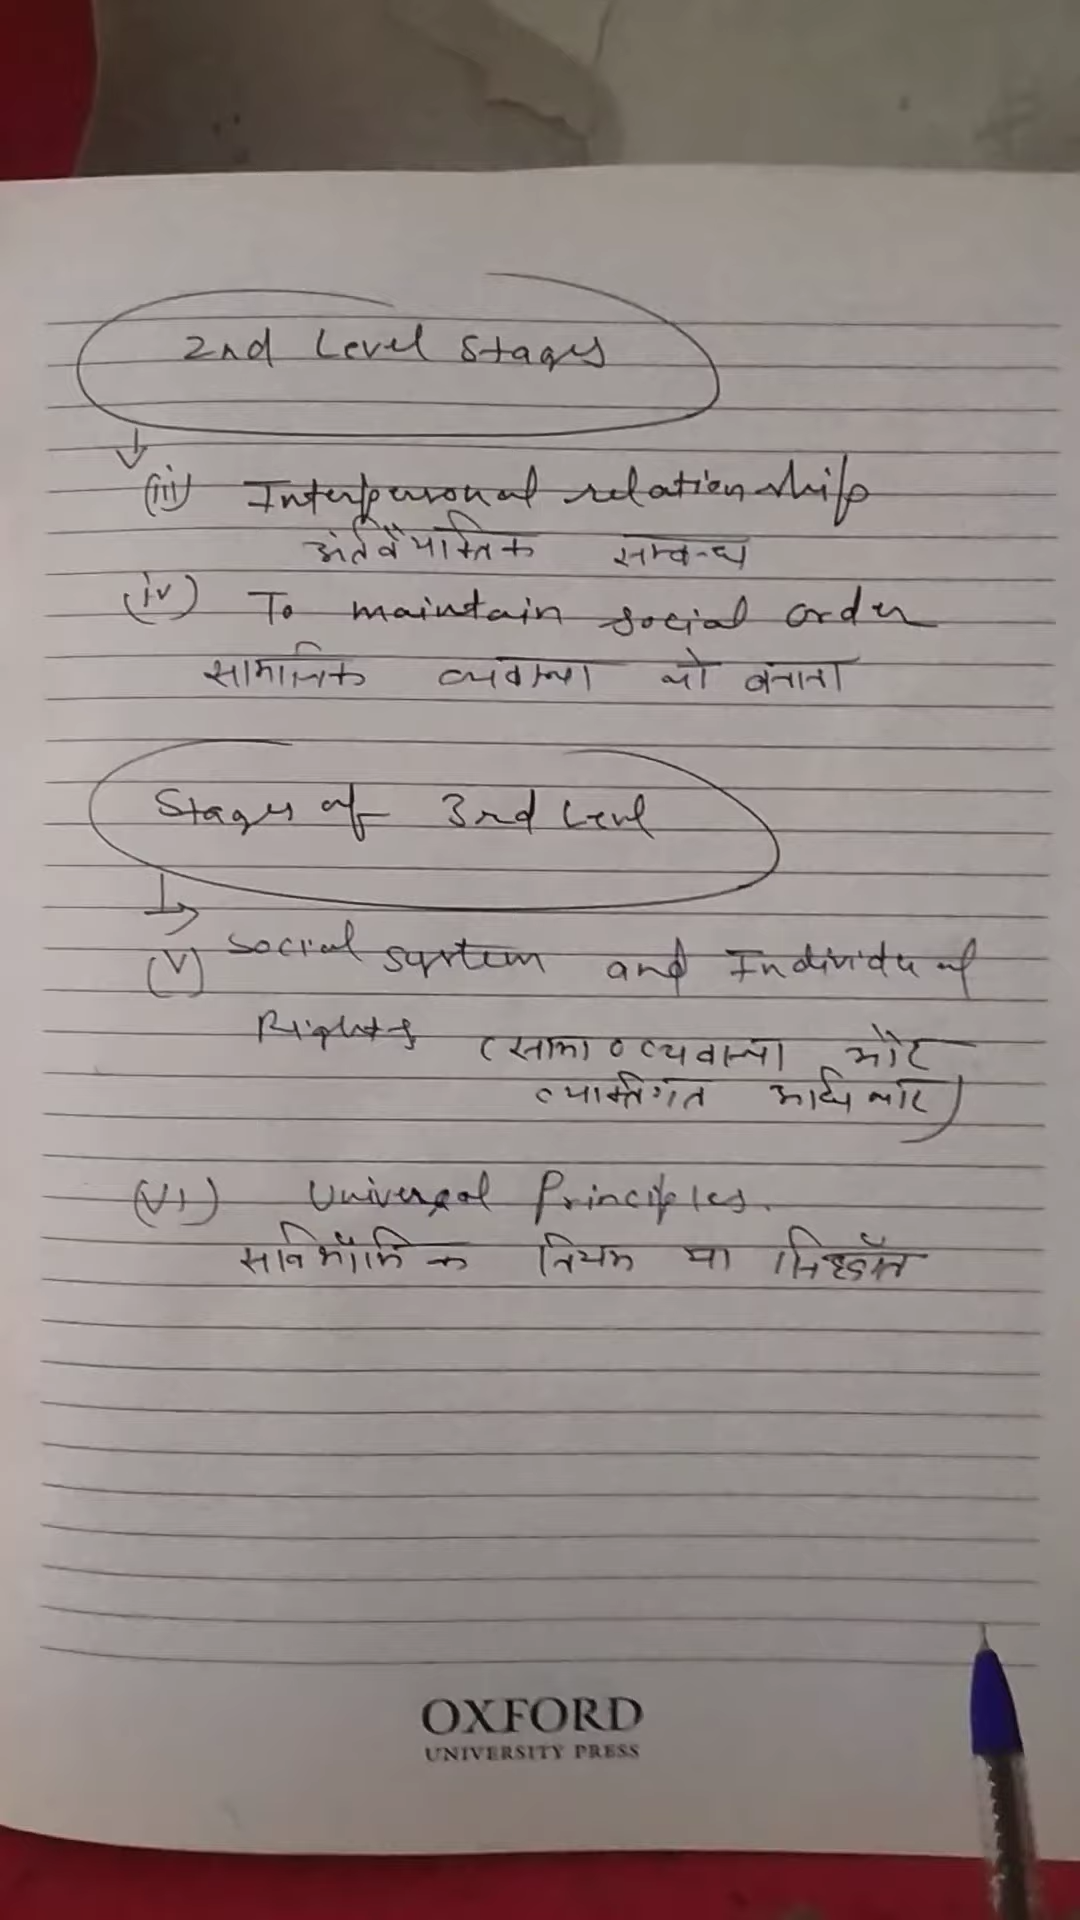 2nd Level Stages
(iii) Interpersonal relationship
अंर्तवैयक्तिक सम्बन्ध
(iv) To maintain social order
सामाजिक व्यवस्था को बनाना
Stages of 3rd Level
(v) Social system and Individual
Rights (सामा० व्यवस्था और
व्यक्तिगत अधिकार)
(vi) Universal Principles.
नियम या
OXFORD
UNIVERSITY PRESS